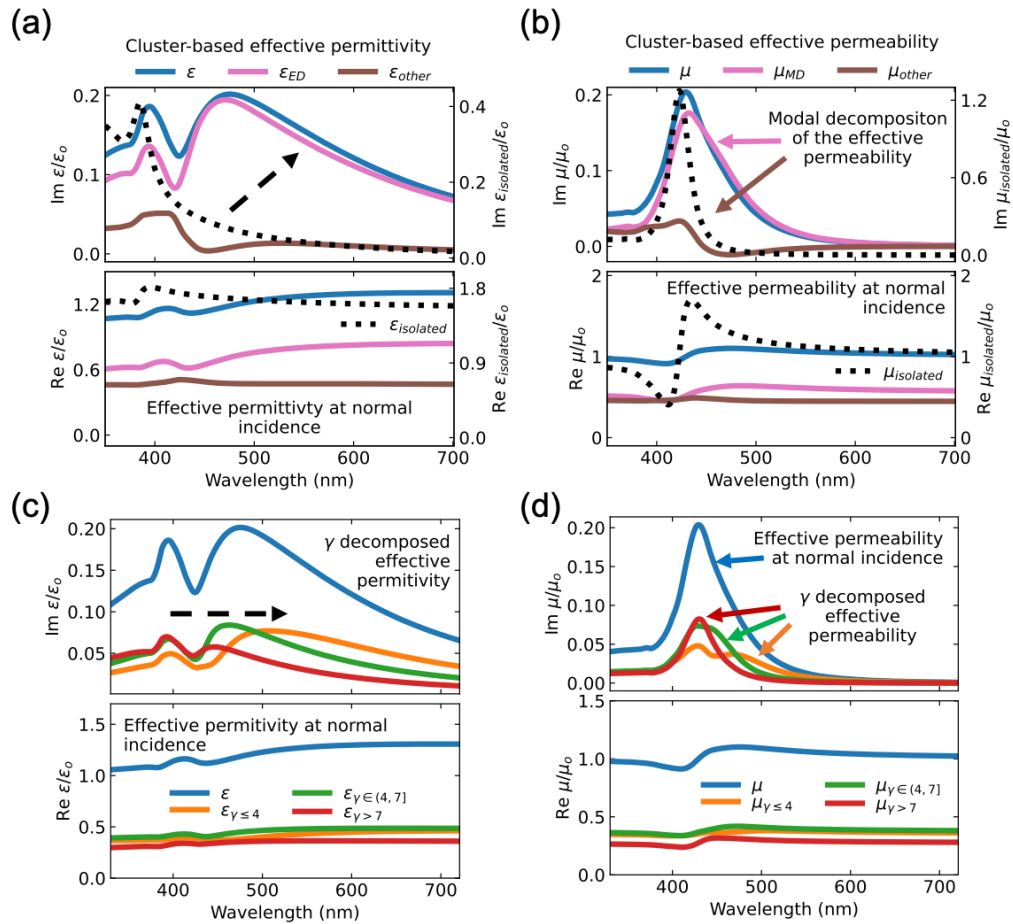 (a)
Cluster-based effective permittivity
ε ε_ED ε_other
0.2
0.1
0.0
Im ε/ε_o
0.4
0.2
0.0
Im ε_isolated/ε_o
1.2
0.6
0.0
Re ε/ε_o
1.8
0.9
0.0
Re ε_isolated/ε_o
ε_isolated
Effective permittivty at normal
incidence
400 500 600 700
Wavelength (nm)
(b)
Cluster-based effective permeability
μ μ_MD μ_other
0.2
0.1
0.0
Im μ/μ_o
1.2
0.6
0.0
Im μ_isolated/μ_o
Modal decompositon
of the effective
permeability
2
1
0
Re μ/μ_o
2
1
0
Re μ_isolated/μ_o
Effective permeability at normal
incidence
μ_isolated
400 500 600 700
Wavelength (nm)
(c)
0.20
0.15
0.10
0.05
Im ε/ε_o
γ decomposed
effective
permitivity
1.5
1.0
0.5
0.0
Re ε/ε_o
Effective permitivity at normal
incidence
ε ε_γ∈(4,7]
ε_γ≤4 ε_γ>7
400 500 600 700
Wavelength (nm)
(d)
0.20
0.15
0.10
0.05
0.00
Im μ/μ_o
Effective permeability
at normal incidence
γ decomposed
effective
permeability
1.5
1.0
0.5
0.0
Re μ/μ_o
μ μ_γ∈(4,7]
μ_γ≤4 μ_γ>7
400 500 600 700
Wavelength (nm)